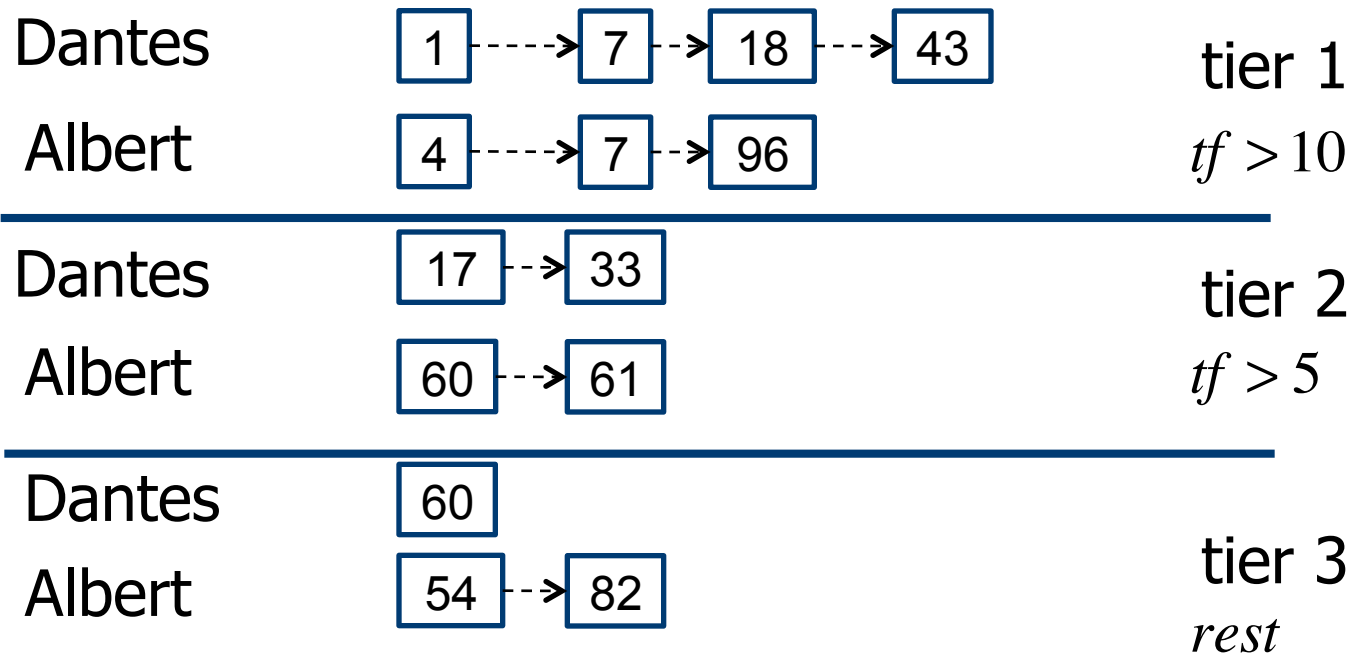 Dantes 1 7 18 43 tier 1
Albert 4 7 96 tf > 10
Dantes 17 33 tier 2
Albert 60 61 tf > 5
Dantes 60
Albert 54 82 tier 3
rest